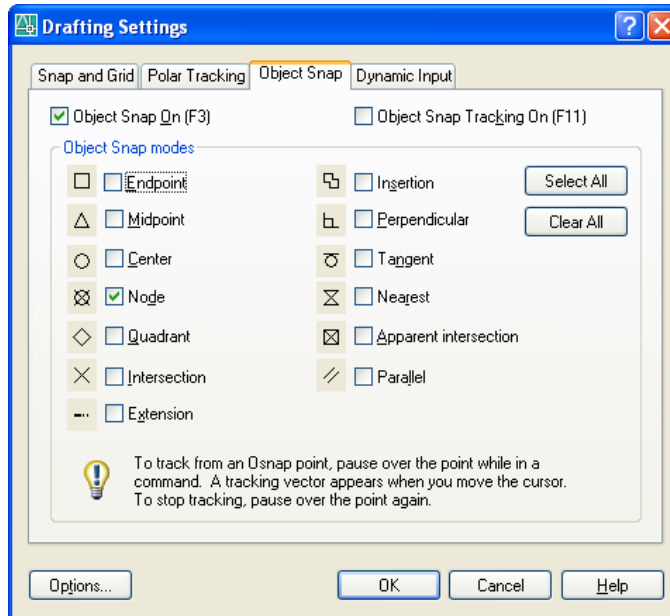 Drafting Settings
Snap and Grid Polar Tracking Object Snap Dynamic Input
Object Snap On (F3) Object Snap Tracking On (F11)
Object Snap modes
Endpoint Insertion Select All
Midpoint Perpendicular Clear All
Center Tangent
Node Nearest
Quadrant Apparent intersection
Intersection Parallel
Extension
To track from an Osnap point, pause over the point while in a
command. A tracking vector appears when you move the cursor.
To stop tracking, pause over the point again.
Options... OK Cancel Help